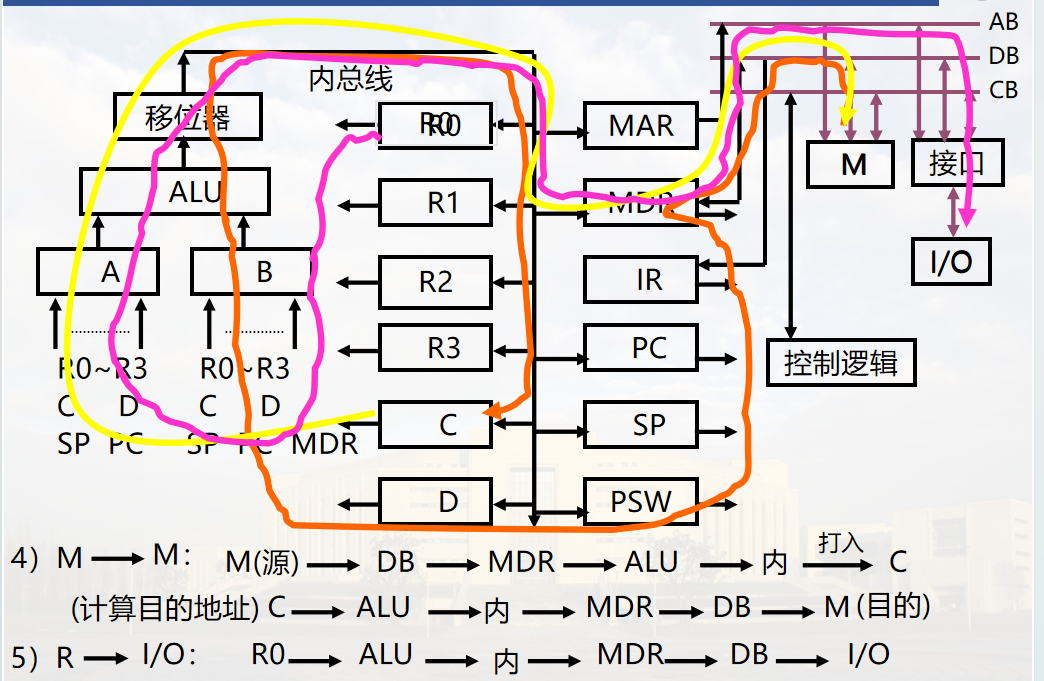 AB
DB
CB
内总线
移位器
R0
MAR
M
接口
ALU
R1
MDR
A
B
R2
IR
I/O
R0~R3
R0~R3
R3
PC
控制逻辑
C D
C D
C
SP
SP PC
SP PC MDR
D
PSW
4）M → M： M(源) → DB → MDR → ALU → 内 打入→ C
(计算目的地址) C → ALU → 内 → MDR → DB → M (目的)
5）R → I/O： R0 → ALU → 内 → MDR → DB → I/O